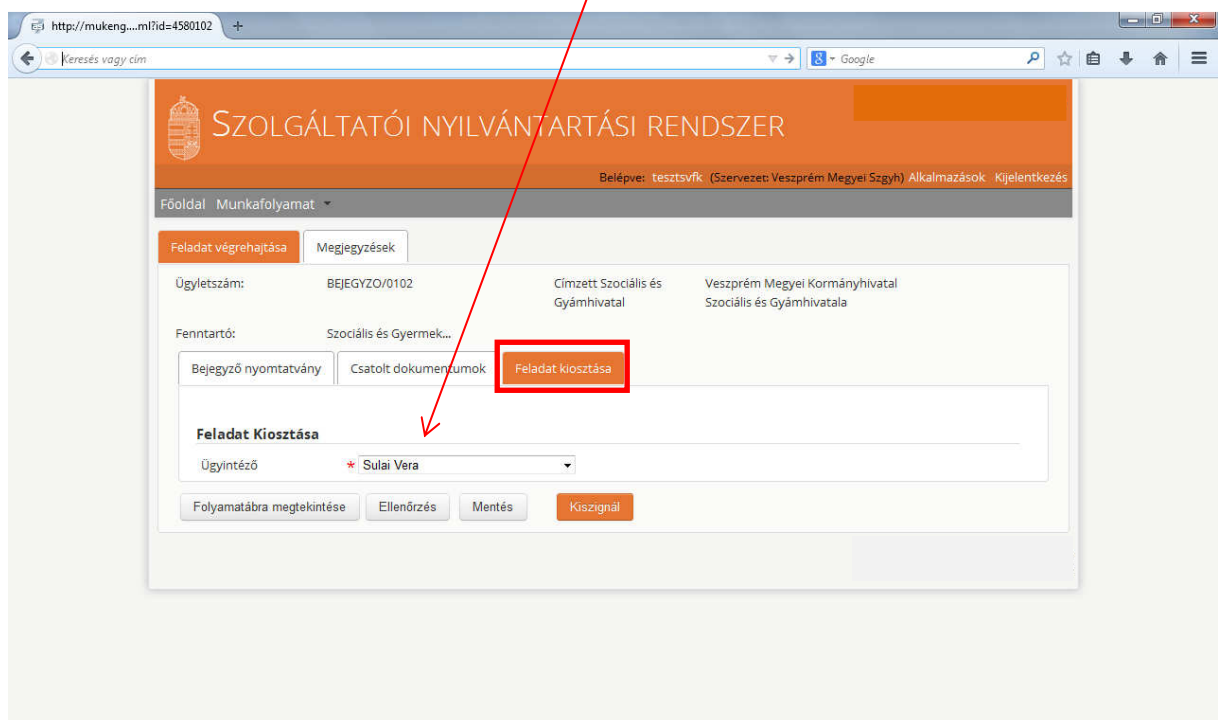 http://mukeng....ml?id=4580102
Keresés vagy cím
Google
SZOLGÁLTATÓI NYILVÁNTARTÁSI RENDSZER
Belépve: tesztsvfk (Szervezet: Veszprém Megyei Szgyh) Alkalmazások Kijelentkezés
Főoldal Munkafolyamat
Feladat végrehajtása Megjegyzések
Ügyletszám: BEJEGYZO/0102 Címzett Szociális és Veszprém Megyei Kormányhivatal
Gyámhivatal Szociális és Gyámhivatala
Fenntartó: Szociális és Gyermek...
Bejegyző nyomtatvány Csatolt dokumentumok Feladat kiosztása
Feladat Kiosztása
Ügyintéző * Sulai Vera
Folyamatábra megtekintése Ellenőrzés Mentés Kiszignál